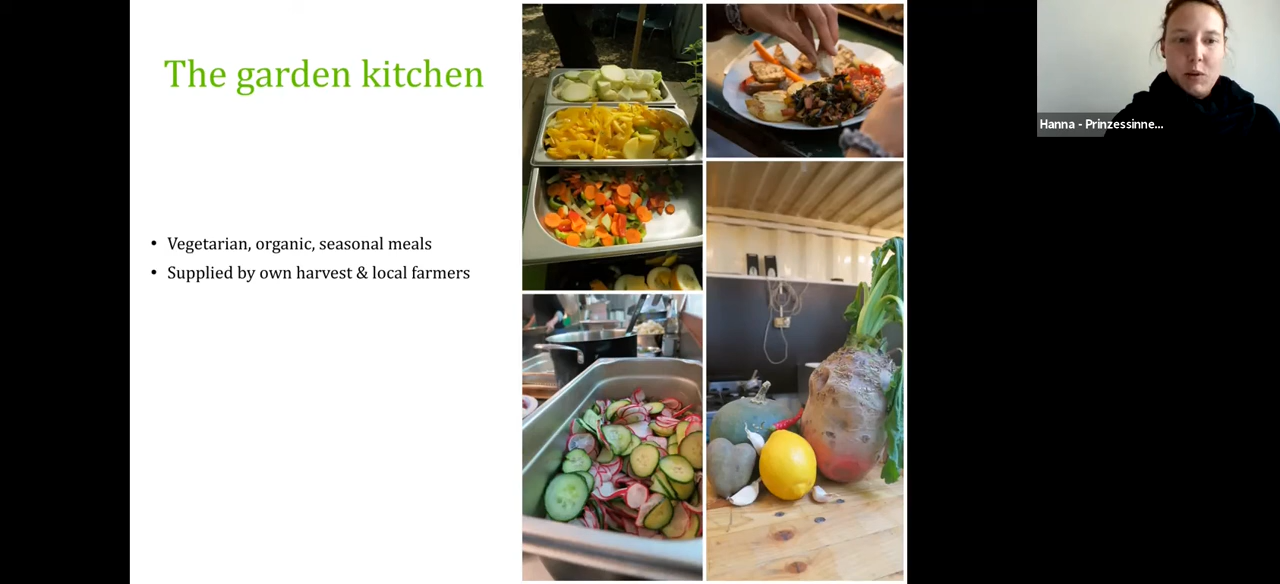 The garden kitchen
• Vegetarian, organic, seasonal meals
• Supplied by own harvest & local farmers
Hanna - Prinzessinne...